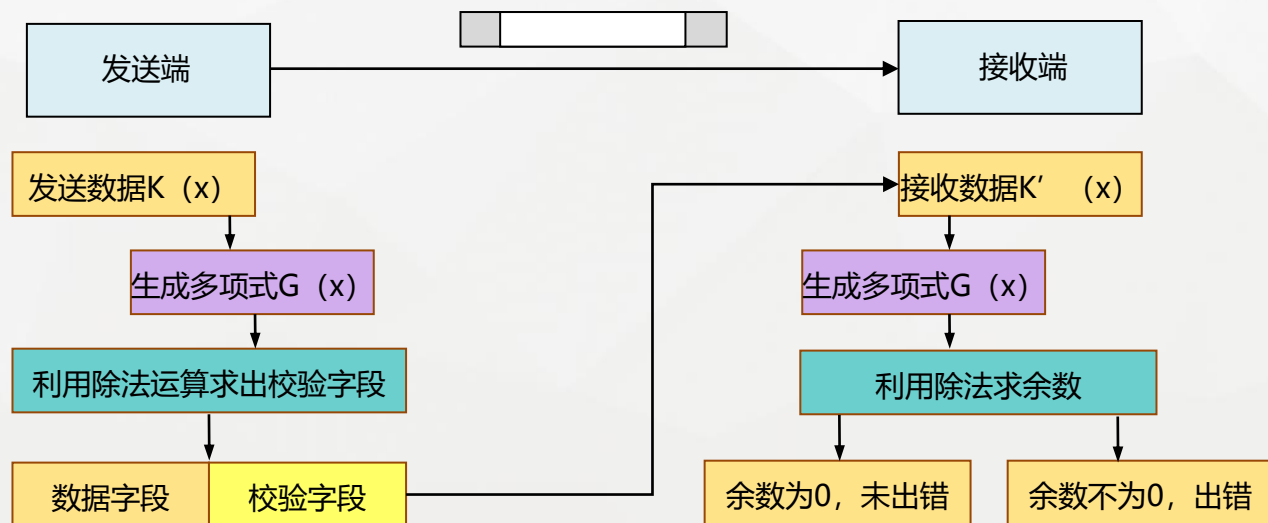 发送端
接收端
发送数据K（x）
接收数据K′（x）
生成多项式G（x）
生成多项式G（x）
利用除法运算求出校验字段
利用除法求余数
数据字段
校验字段
余数为0，未出错
余数不为0，出错